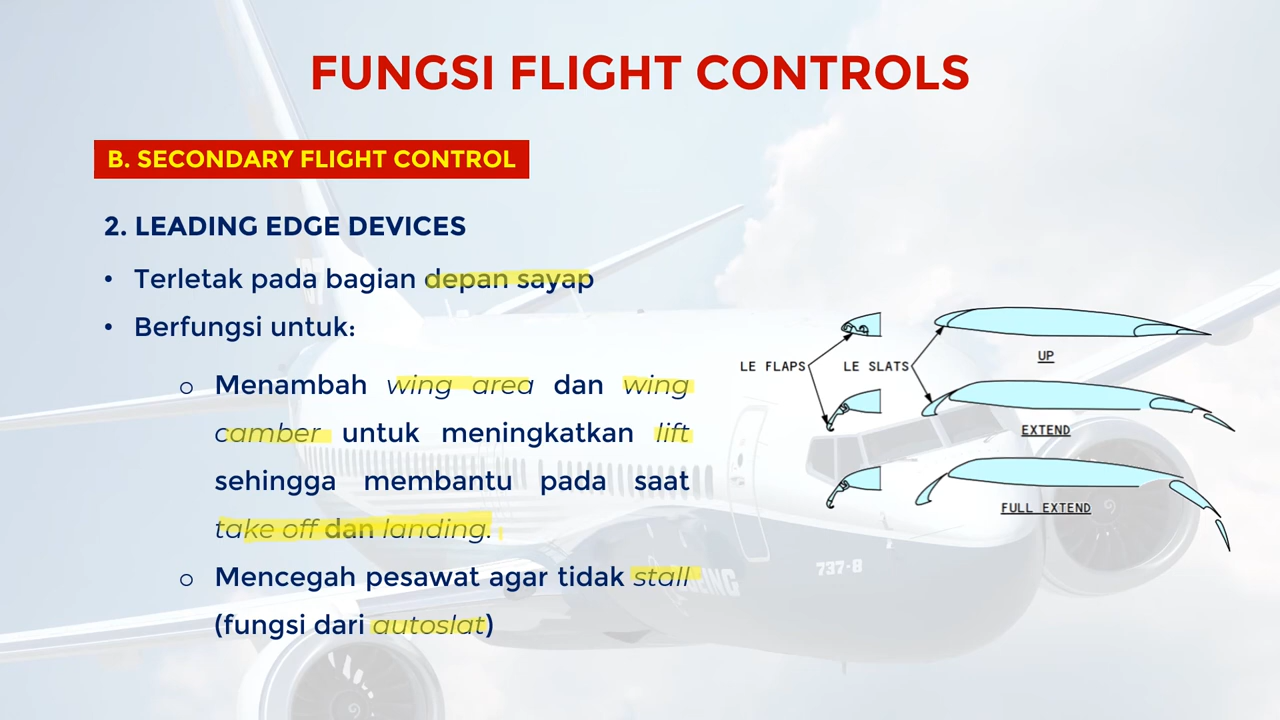 FUNGSI FLIGHT CONTROLS
B. SECONDARY FLIGHT CONTROL
2. LEADING EDGE DEVICES
• Terletak pada bagian depan sayap
• Berfungsi untuk:
o Menambah wing area dan wing
camber untuk meningkatkan lift
sehingga membantu pada saat
take off dan landing.
o Mencegah pesawat agar tidak stall
(fungsi dari autoslat)
LE FLAPS
LE SLATS
UP
EXTEND
FULL EXTEND
737-8